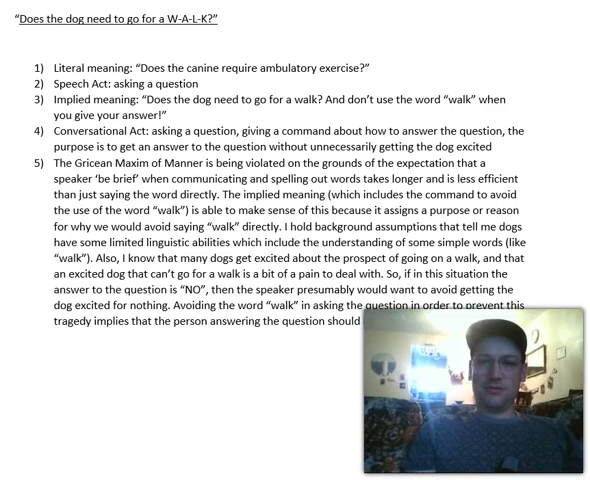 “Does the dog need to go for a W-A-L-K?”
1) Literal meaning: “Does the canine require ambulatory exercise?”
2) Speech Act: asking a question
3) Implied meaning: “Does the dog need to go for a walk? And don’t use the word “walk” when
you give your answer!”
4) Conversational Act: asking a question, giving a command about how to answer the question, the
purpose is to get an answer to the question without unnecessarily getting the dog excited
5) The Gricean Maxim of Manner is being violated on the grounds of the expectation that a
speaker ‘be brief’ when communicating and spelling out words takes longer and is less efficient
than just saying the word directly. The implied meaning (which includes the command to avoid
the use of the word “walk”) is able to make sense of this because it assigns a purpose or reason
for why we would avoid saying “walk” directly. I hold background assumptions that tell me dogs
have some limited linguistic abilities which include the understanding of some simple words (like
“walk”). Also, I know that many dogs get excited about the prospect of going on a walk, and that
an excited dog that can’t go for a walk is a bit of a pain to deal with. So, if in this situation the
answer to the question is “NO”, then the speaker presumably would want to avoid getting the
dog excited for nothing. Avoiding the word “walk” in asking the question in order to prevent this
tragedy implies that the person answering the question should